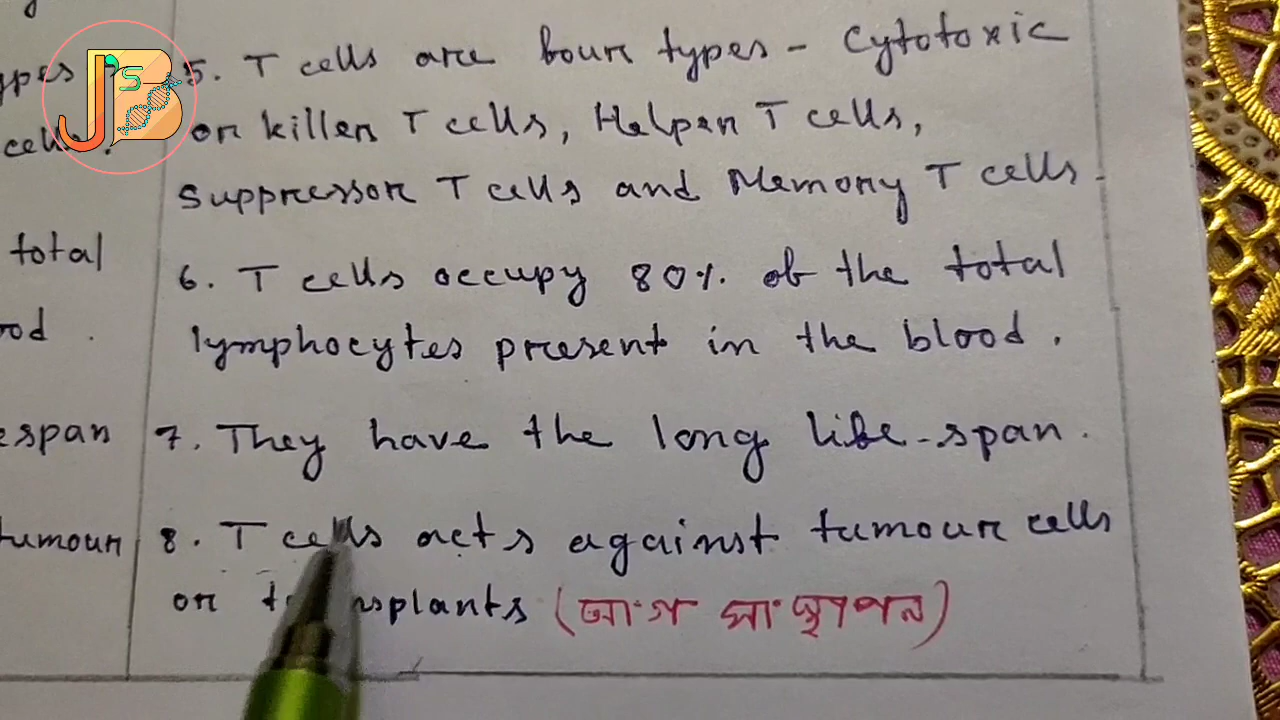 5. T cells are four types - Cytotoxic
or killer T cells, Helper T cells,
Suppressor T cells and Memory T cells.
total
6. T cells occupy 80% of the total
lymphocytes present in the blood.
7. They have the long life-span.
tumour
8. T cells acts against tumour cells
or transplants (অংগ সংস্থাপন)